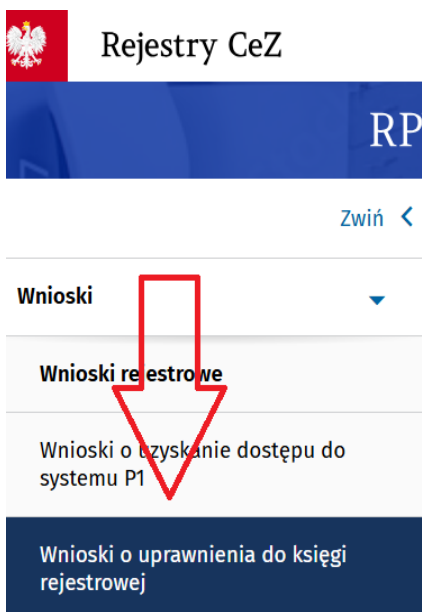 Rejestry CeZ
RP
Zwiń
Wnioski
Wnioski rejestrowe
Wnioski o uzyskanie dostępu do
systemu P1
Wnioski o uprawnienia do księgi
rejestrowej